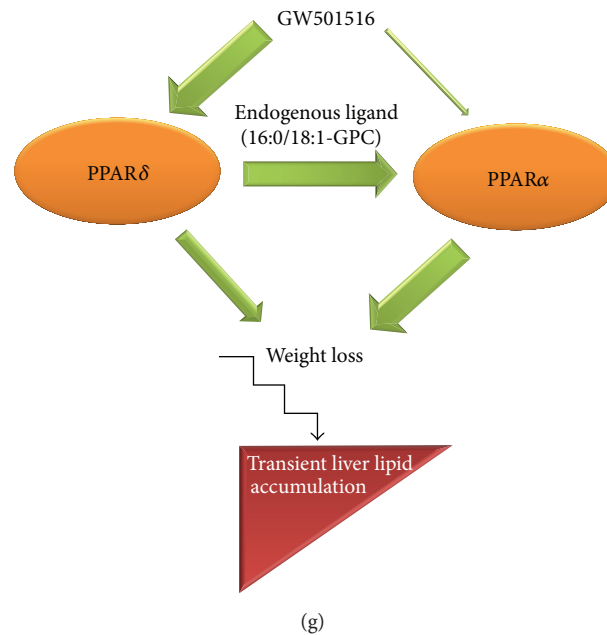 GW501516
Endogenous ligand
(16:0/18:1-GPC)
PPARδ
PPARα
Weight loss
Transient liver lipid
accumulation
(g)